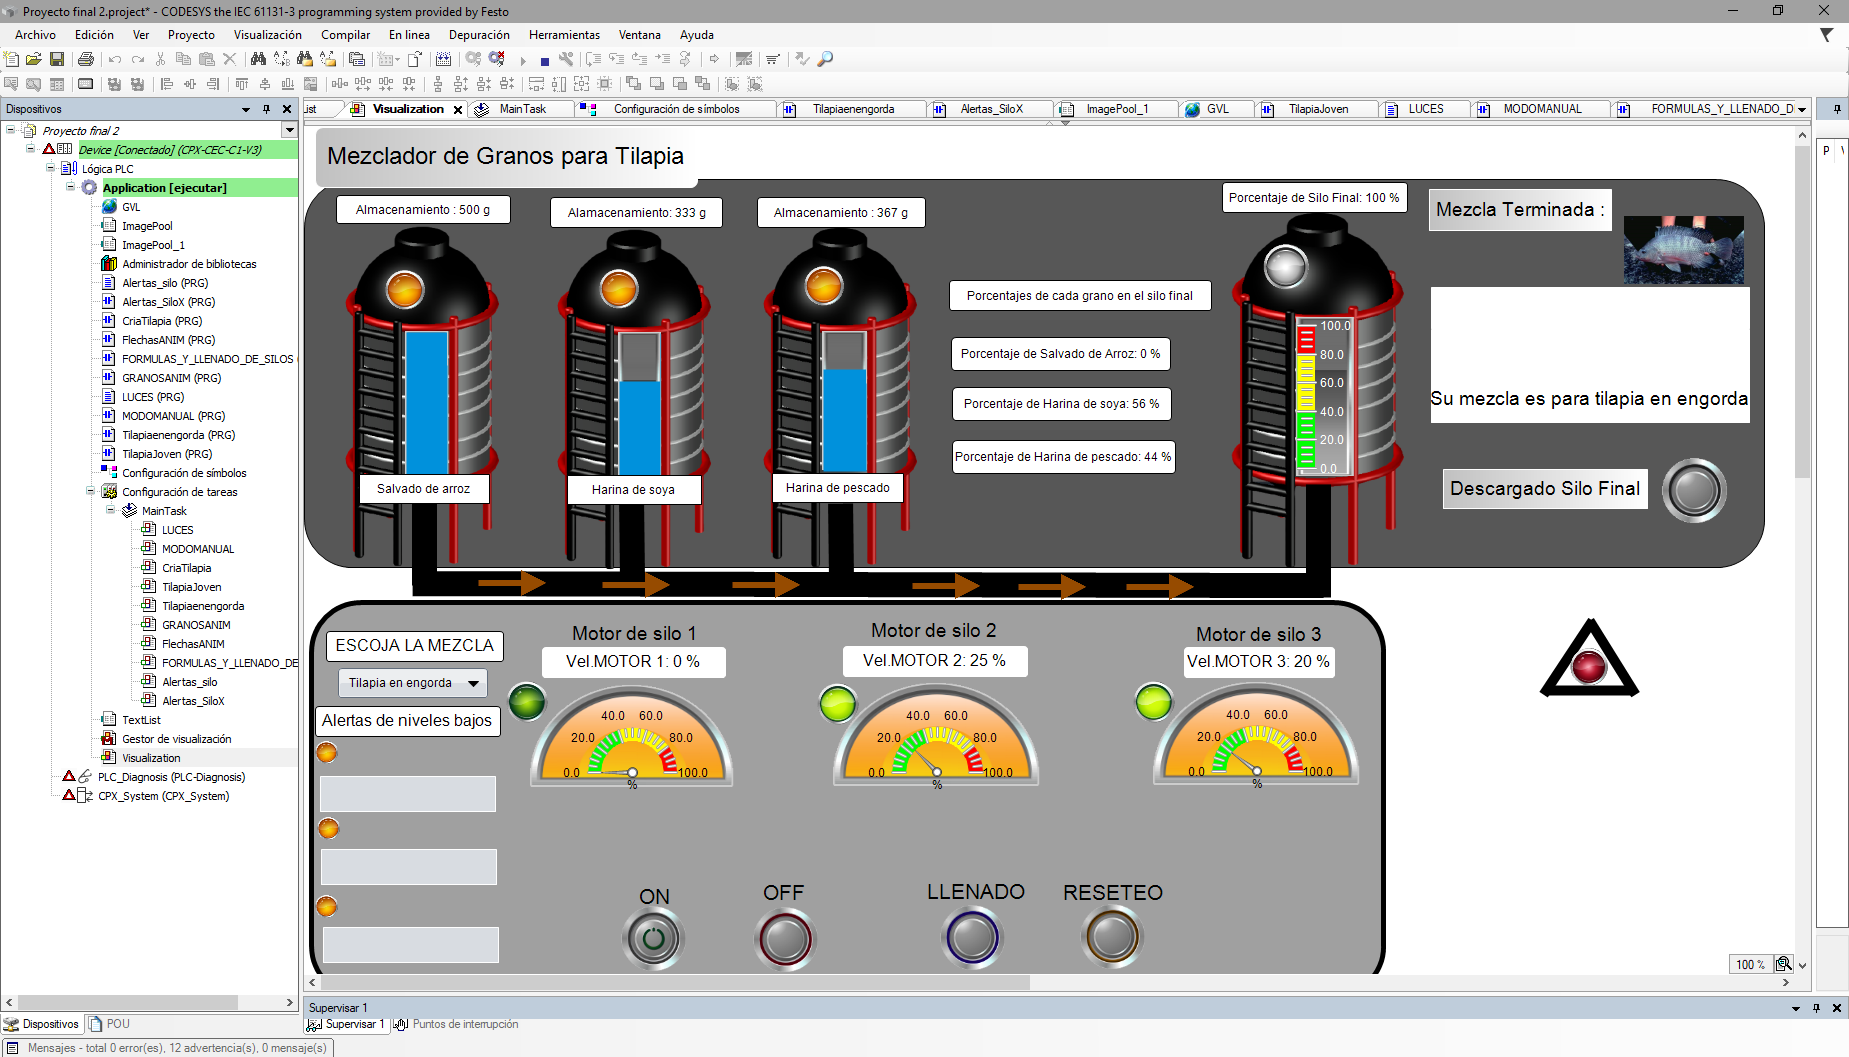 Proyecto final 2.project* - CODESYS the IEC 61131-3 programming system provided by Festo
Archivo Edición Ver Proyecto Visualización Compilar En linea Depuración Herramientas Ventana Ayuda
Dispositivos
Visualization MainTask Configuración de símbolos Tilapiaenengorda Alertas_SiloX ImagePool_1 GVL TilapiaJoven LUCES MODOMANUAL FORMULAS_Y_LLENADO_D
Proyecto final 2
Device [Conectado] (CPX-CEC-C1-V3)
Lógica PLC
Application [ejecutar]
GVL
ImagePool
ImagePool_1
Administrador de bibliotecas
Alertas_silo (PRG)
Alertas_SiloX (PRG)
CriaTilapia (PRG)
FlechasANIM (PRG)
FORMULAS_Y_LLENADO_DE_SILOS (
GRANOSANIM (PRG)
LUCES (PRG)
MODOMANUAL (PRG)
Tilapiaenengorda (PRG)
TilapiaJoven (PRG)
Configuración de símbolos
Configuración de tareas
MainTask
LUCES
MODOMANUAL
CriaTilapia
TilapiaJoven
Tilapiaenengorda
GRANOSANIM
FlechasANIM
FORMULAS_Y_LLENADO_DE
Alertas_silo
Alertas_SiloX
TextList
Gestor de visualización
Visualization
PLC_Diagnosis (PLC-Diagnosis)
CPX_System (CPX_System)
Dispositivos POU
Mezclador de Granos para Tilapia
Almacenamiento : 500 g
Alamacenamiento: 333 g
Almacenamiento : 367 g
Porcentaje de Silo Final: 100 %
Mezcla Terminada :
Porcentajes de cada grano en el silo final
Porcentaje de Salvado de Arroz: 0 %
Porcentaje de Harina de soya: 56 %
Porcentaje de Harina de pescado: 44 %
100.0
80.0
60.0
40.0
20.0
0.0
Su mezcla es para tilapia en engorda
Descargado Silo Final
Salvado de arroz
Harina de soya
Harina de pescado
ESCOJA LA MEZCLA
Tilapia en engorda
Alertas de niveles bajos
Motor de silo 1
Vel.MOTOR 1: 0 %
0.0 20.0 40.0 60.0 80.0 100.0
%
Motor de silo 2
Vel.MOTOR 2: 25 %
0.0 20.0 40.0 60.0 80.0 100.0
%
Motor de silo 3
Vel.MOTOR 3: 20 %
0.0 20.0 40.0 60.0 80.0 100.0
%
ON
OFF
LLENADO
RESETEO
100 %
Supervisar 1
Supervisar 1 Puntos de interrupción
Mensajes - total 0 error(es), 12 advertencia(s), 0 mensaje(s)